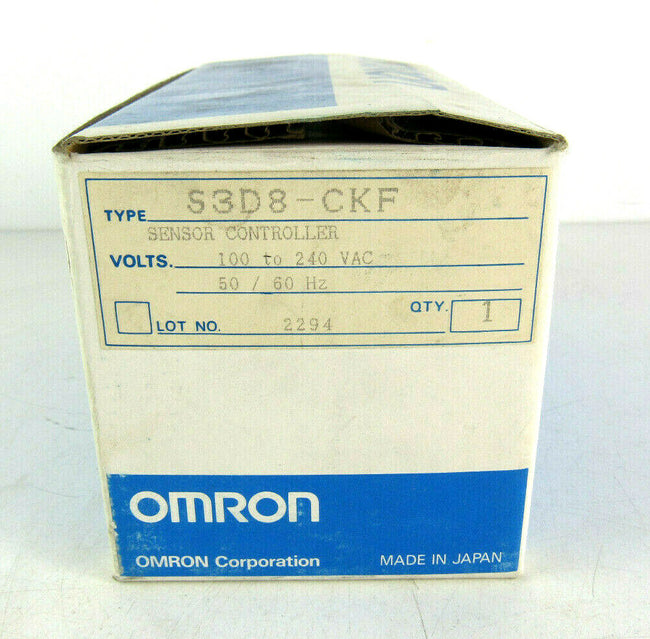 TYPE S3D8-CKF
SENSOR CONTROLLER
VOLTS. 100 to 240 VAC
50 / 60 Hz
QTY. 1
LOT NO. 2294
OMRON
OMRON Corporation MADE IN JAPAN